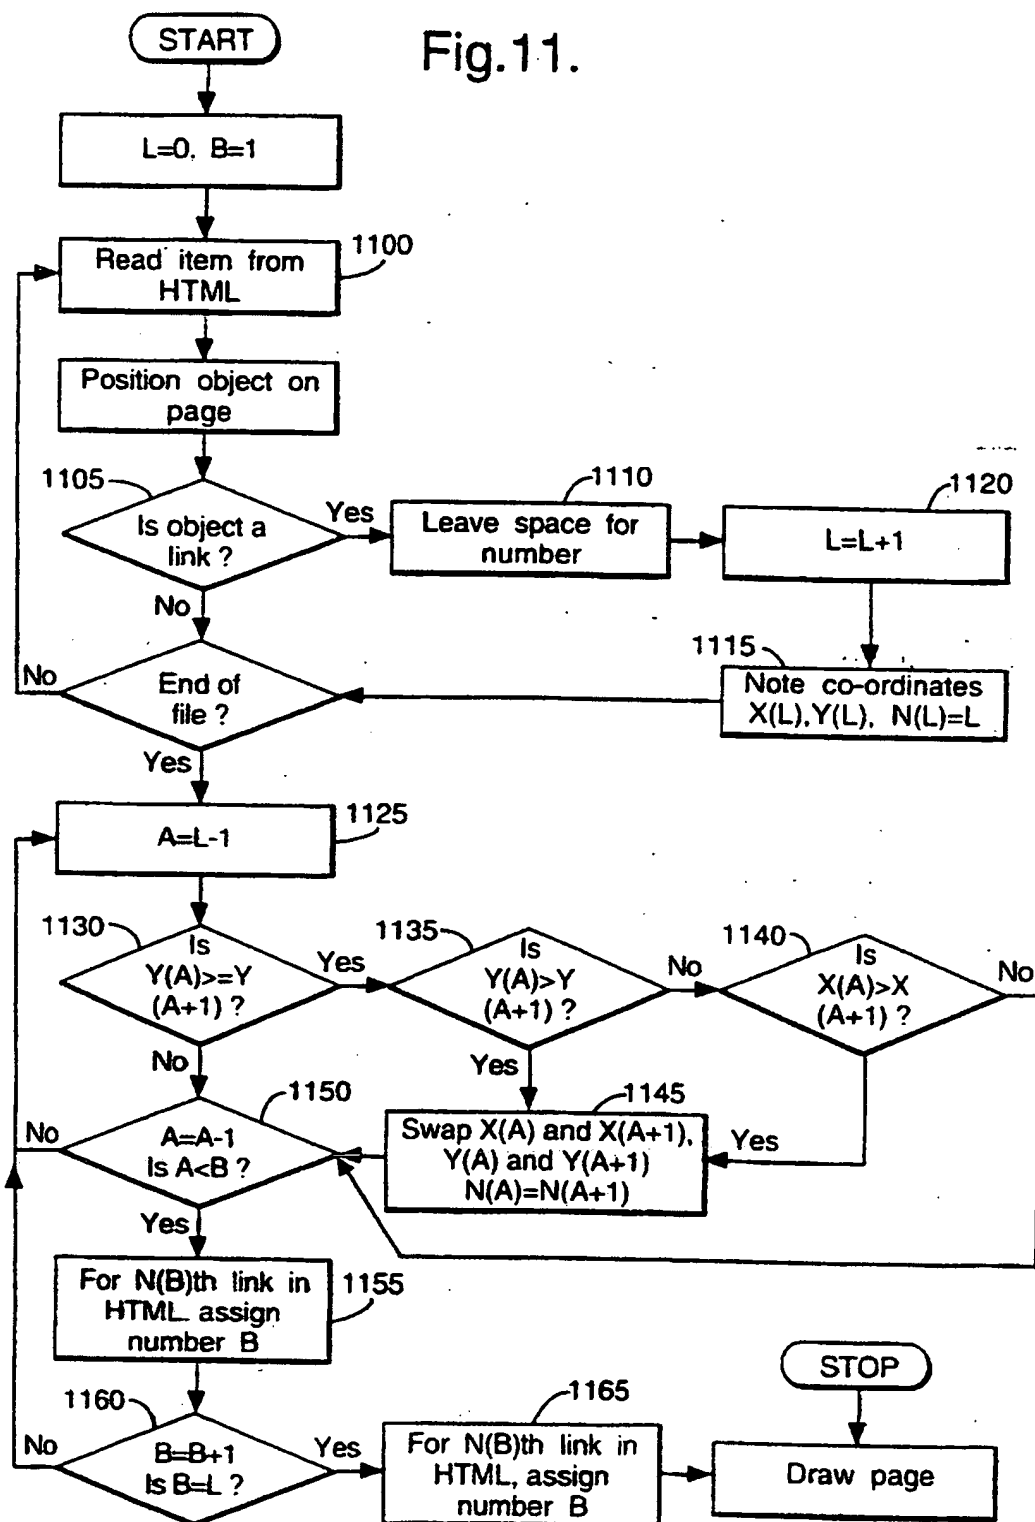 START
Fig.11.
L=0, B=1
1100
Read item from
HTML
Position object on
page
1105
Is object a
link ?
Yes
1110
Leave space for
number
1120
L=L+1
No
1115
Note co-ordinates
X(L),Y(L), N(L)=L
No
End of
file ?
Yes
1125
A=L-1
1130
Is
Y(A)>=Y
(A+1) ?
Yes
1135
Is
Y(A)>Y
(A+1) ?
No
1140
Is
X(A)>X
(A+1) ?
No
No
Yes
1150
No
A=A-1
Is A<B ?
1145
Swap X(A) and X(A+1),
Y(A) and Y(A+1)
N(A)=N(A+1)
Yes
Yes
For N(B)th link in
HTML assign
number B
1155
STOP
1160
No
B=B+1
Is B=L ?
Yes
1165
For N(B)th link in
HTML, assign
number B
Draw page